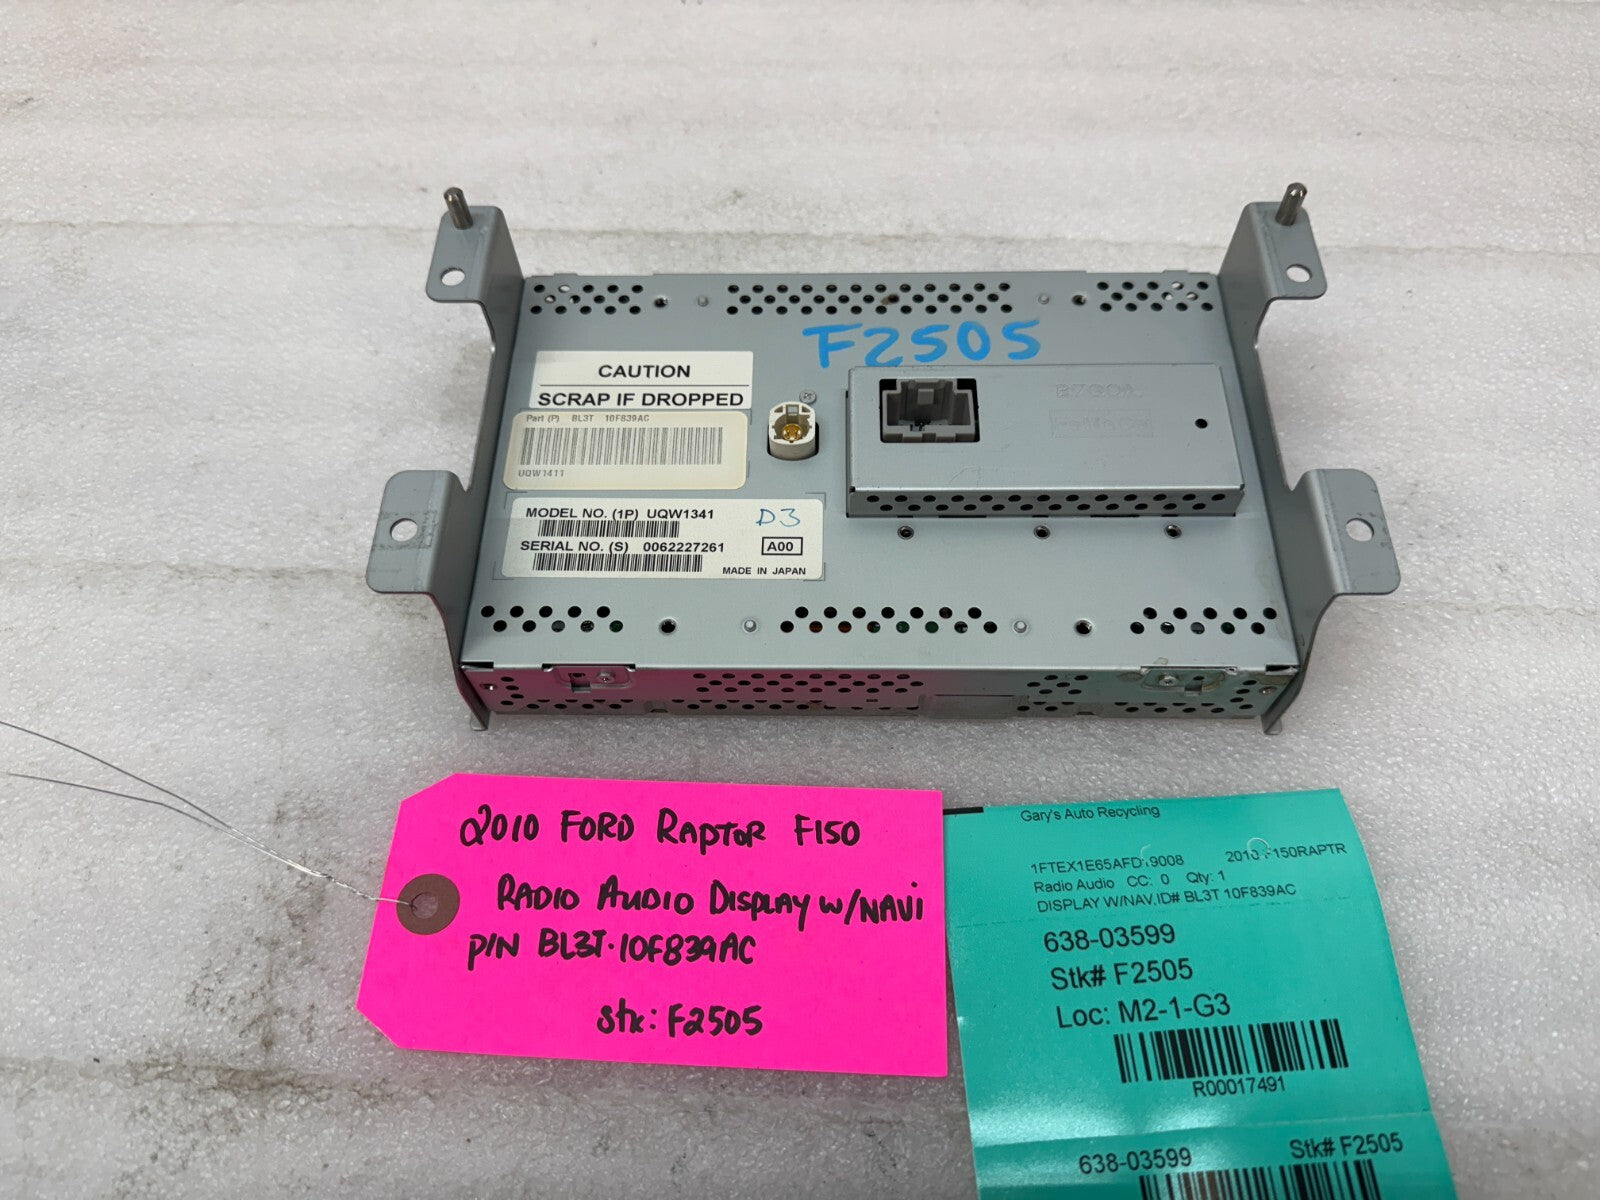 F2505
CAUTION
SCRAP IF DROPPED
Part (P) BL3T 10F839AC
UQW1411
MODEL NO. (1P) UQW1341
D3
SERIAL NO. (S) 0062227261
A00
MADE IN JAPAN
2010 FORD RAPTOR F150
RADIO AUDIO DISPLAY W/NAVI
P/N BL3T-10F839AC
Stk: F2505
Gary's Auto Recycling
2010 F150RAPTR
Radio Audio CC: 0 Qty: 1
DISPLAY W/NAV,ID# BL3T 10F839AC
638-03599
Stk# F2505
Loc: M2-1-G3
R00017491
638-03599 Stk# F2505